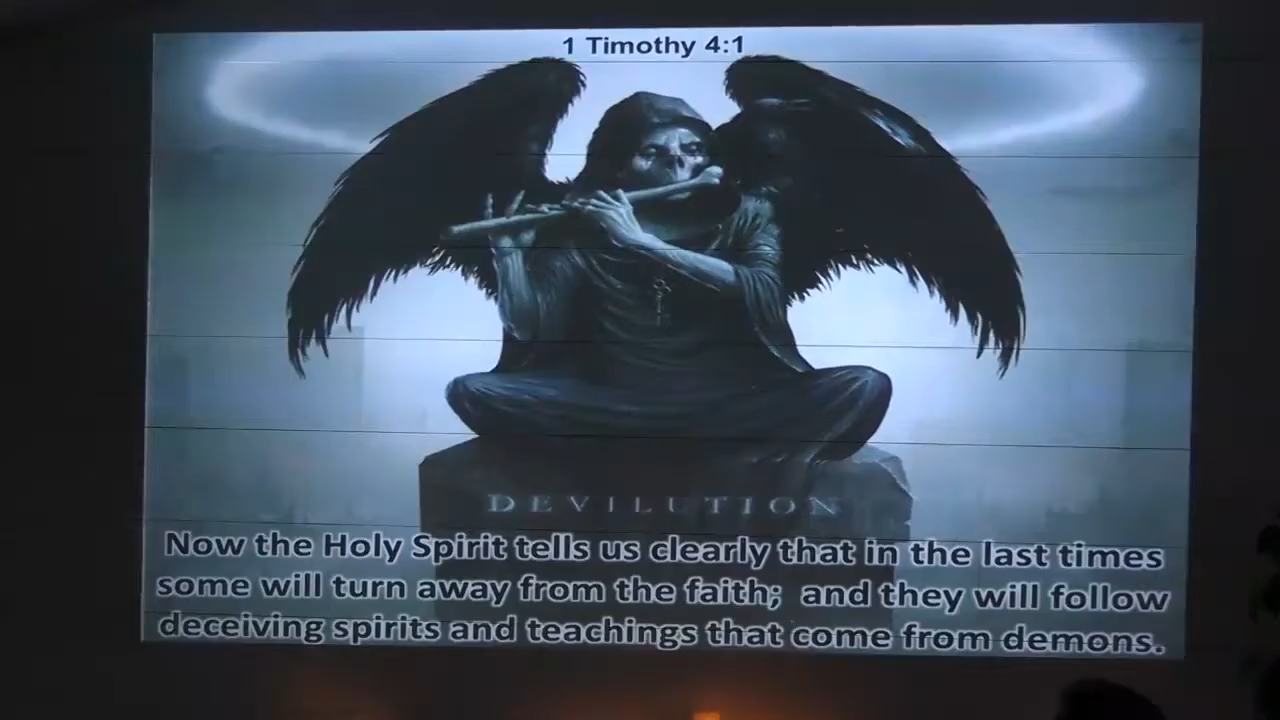 1 Timothy 4:1
DEVILUTION
Now the Holy Spirit tells us clearly that in the last times
some will turn away from the faith; and they will follow
deceiving spirits and teachings that come from demons.